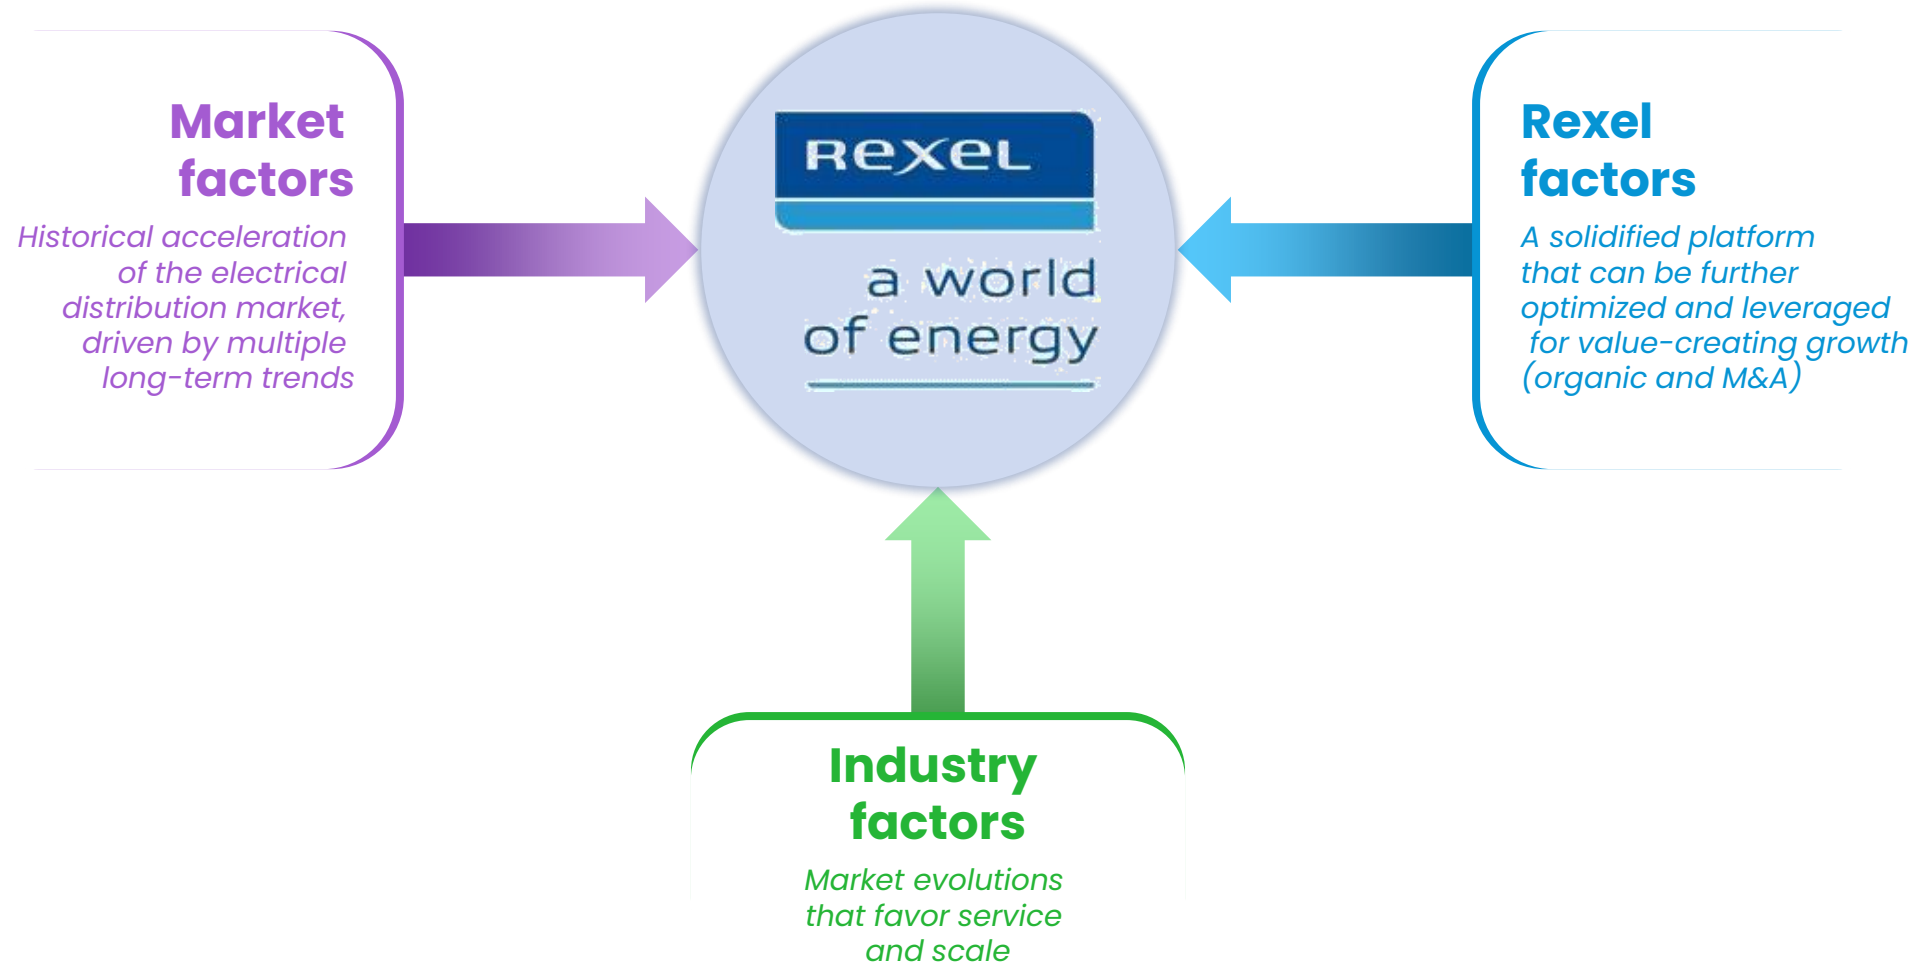 Market
factors
Historical acceleration
of the electrical
distribution market,
driven by multiple
long-term trends
REXEL
a world
of energy
Rexel
factors
A solidified platform
that can be further
optimized and leveraged
for value-creating growth
(organic and M&A)
Industry
factors
Market evolutions
that favor service
and scale